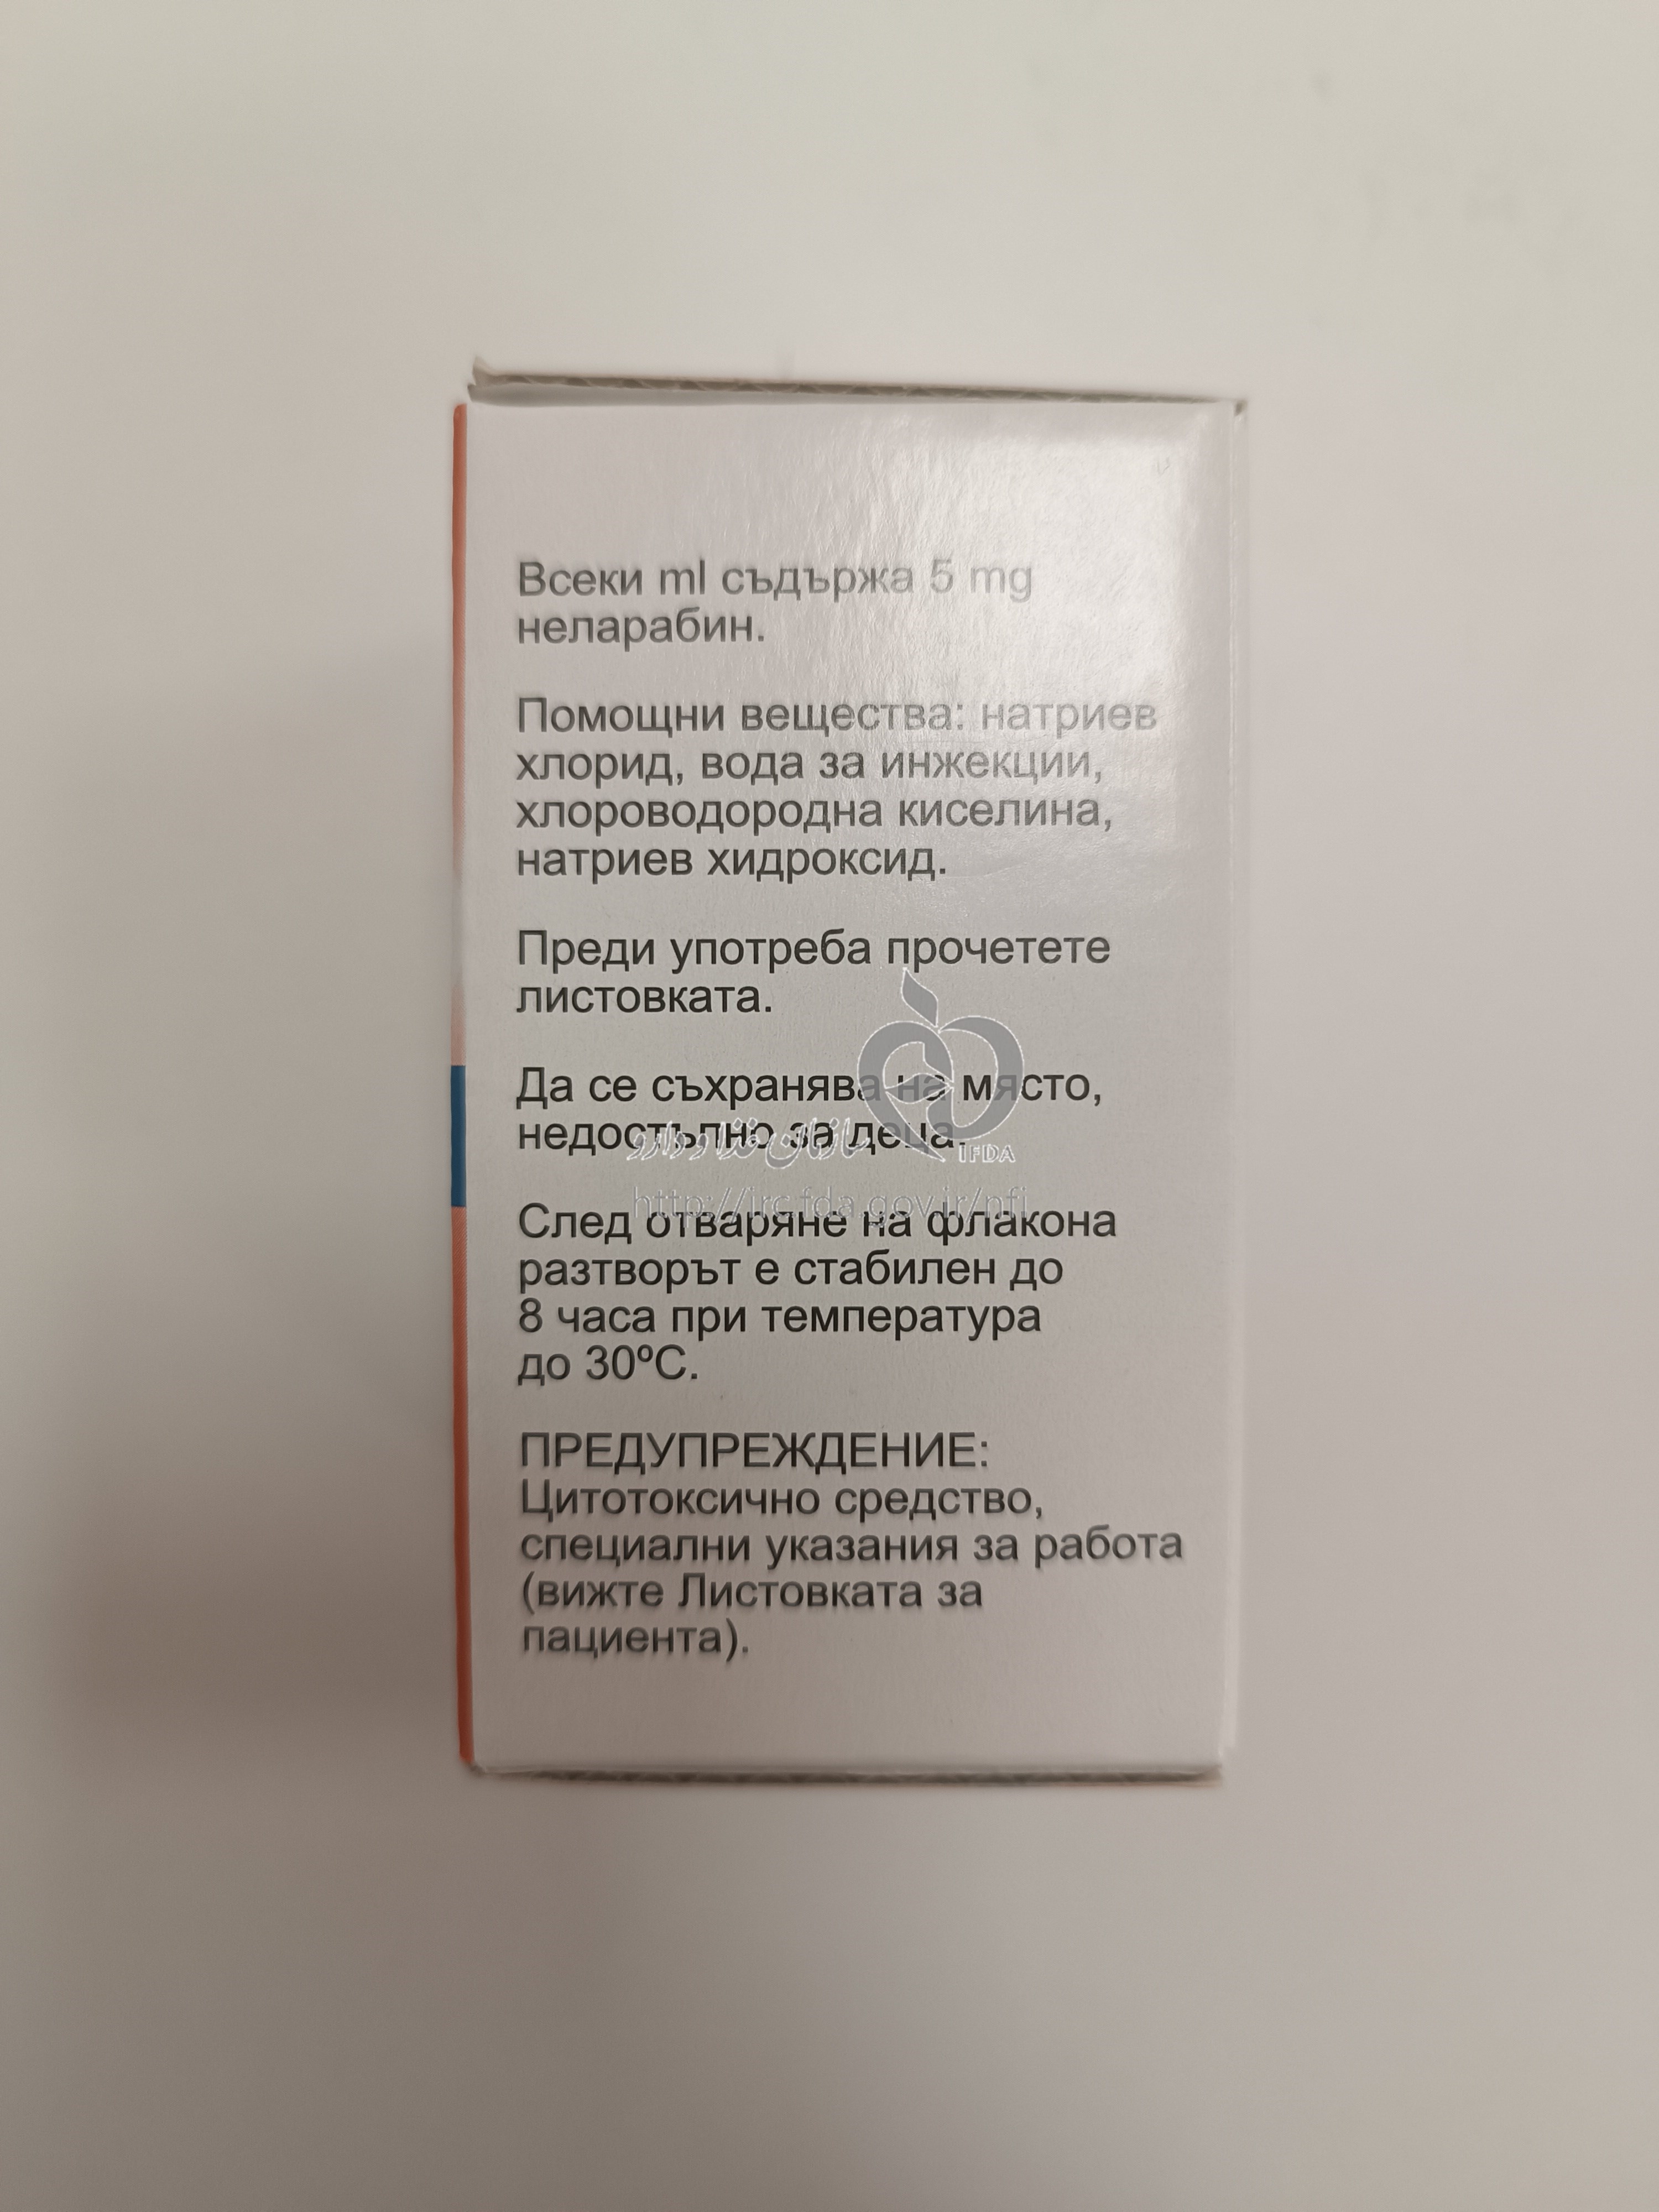 Всеки ml съдържа 5 mg
неларабин.
Помощни вещества: натриев
хлорид, вода за инжекции,
хлороводородна киселина,
натриев хидроксид.
Преди употреба прочетете
листовката.
Да се съхранява на място,
недостъпно за деца.
سازمان غذا و دارو
IFDA
http://irc.fda.gov.ir/nfi
След отваряне на флакона
разтворът е стабилен до
8 часа при температура
до 30ºC.
ПРЕДУПРЕЖДЕНИЕ:
Цитотоксично средство,
специални указания за работа
(вижте Листовката за
пациента).